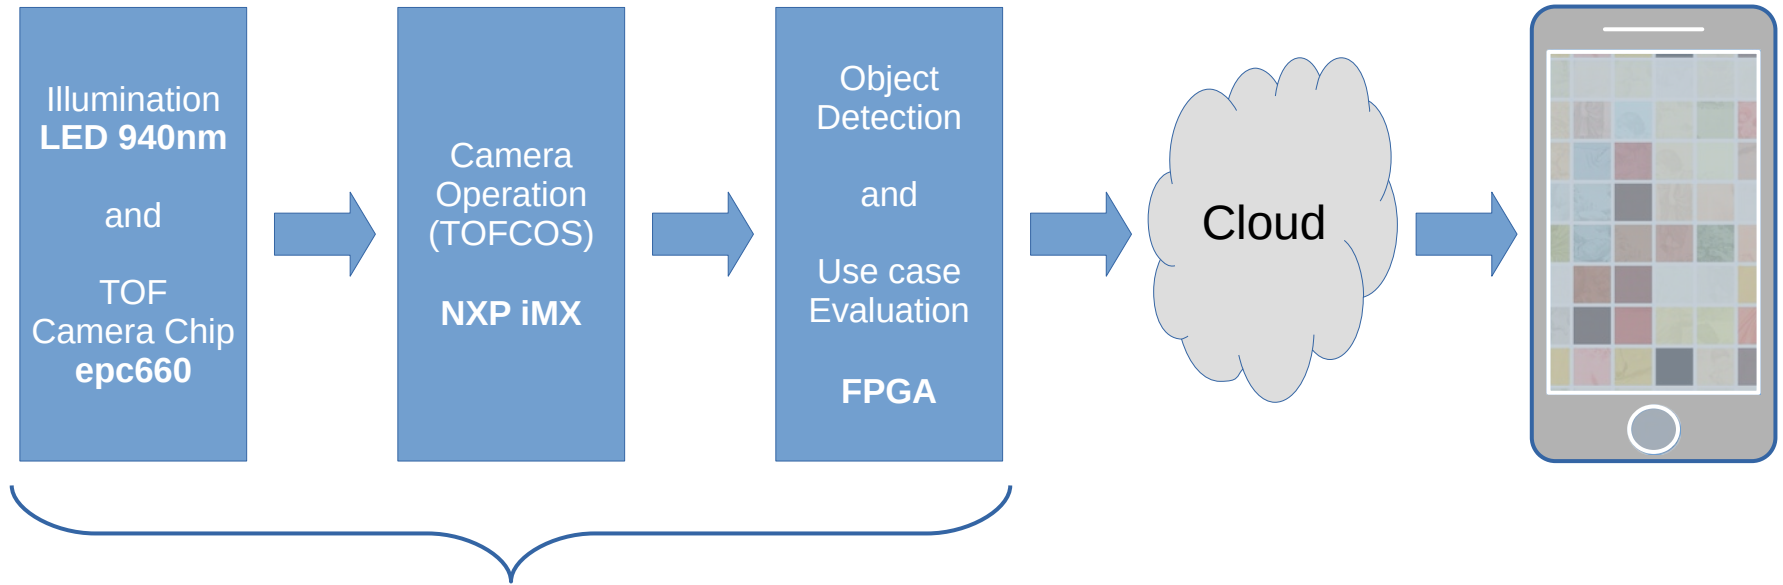 Illumination
LED 940nm
and
TOF
Camera Chip
epc660
Camera
Operation
(TOFCOS)
NXP iMX
Object
Detection
and
Use case
Evaluation
FPGA
Cloud